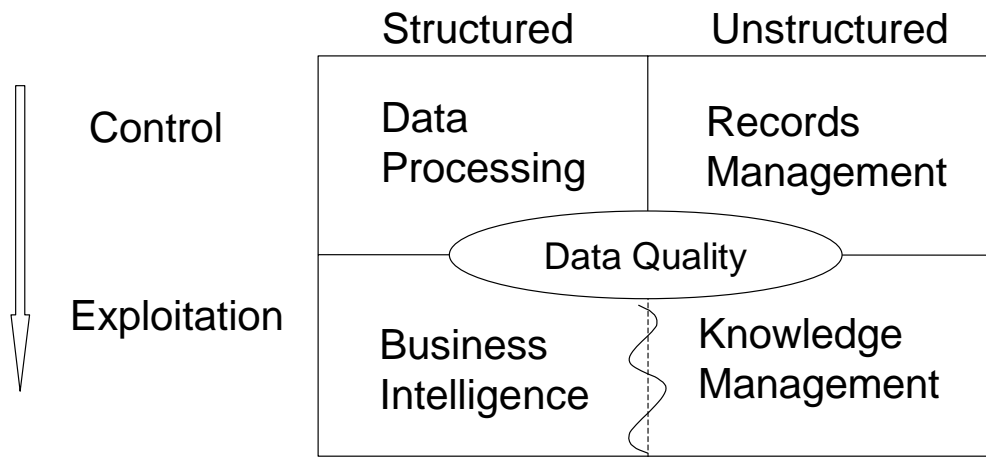 Structured Unstructured
Control
Data
Processing
Records
Management
Data Quality
Exploitation
Business
Intelligence
Knowledge
Management